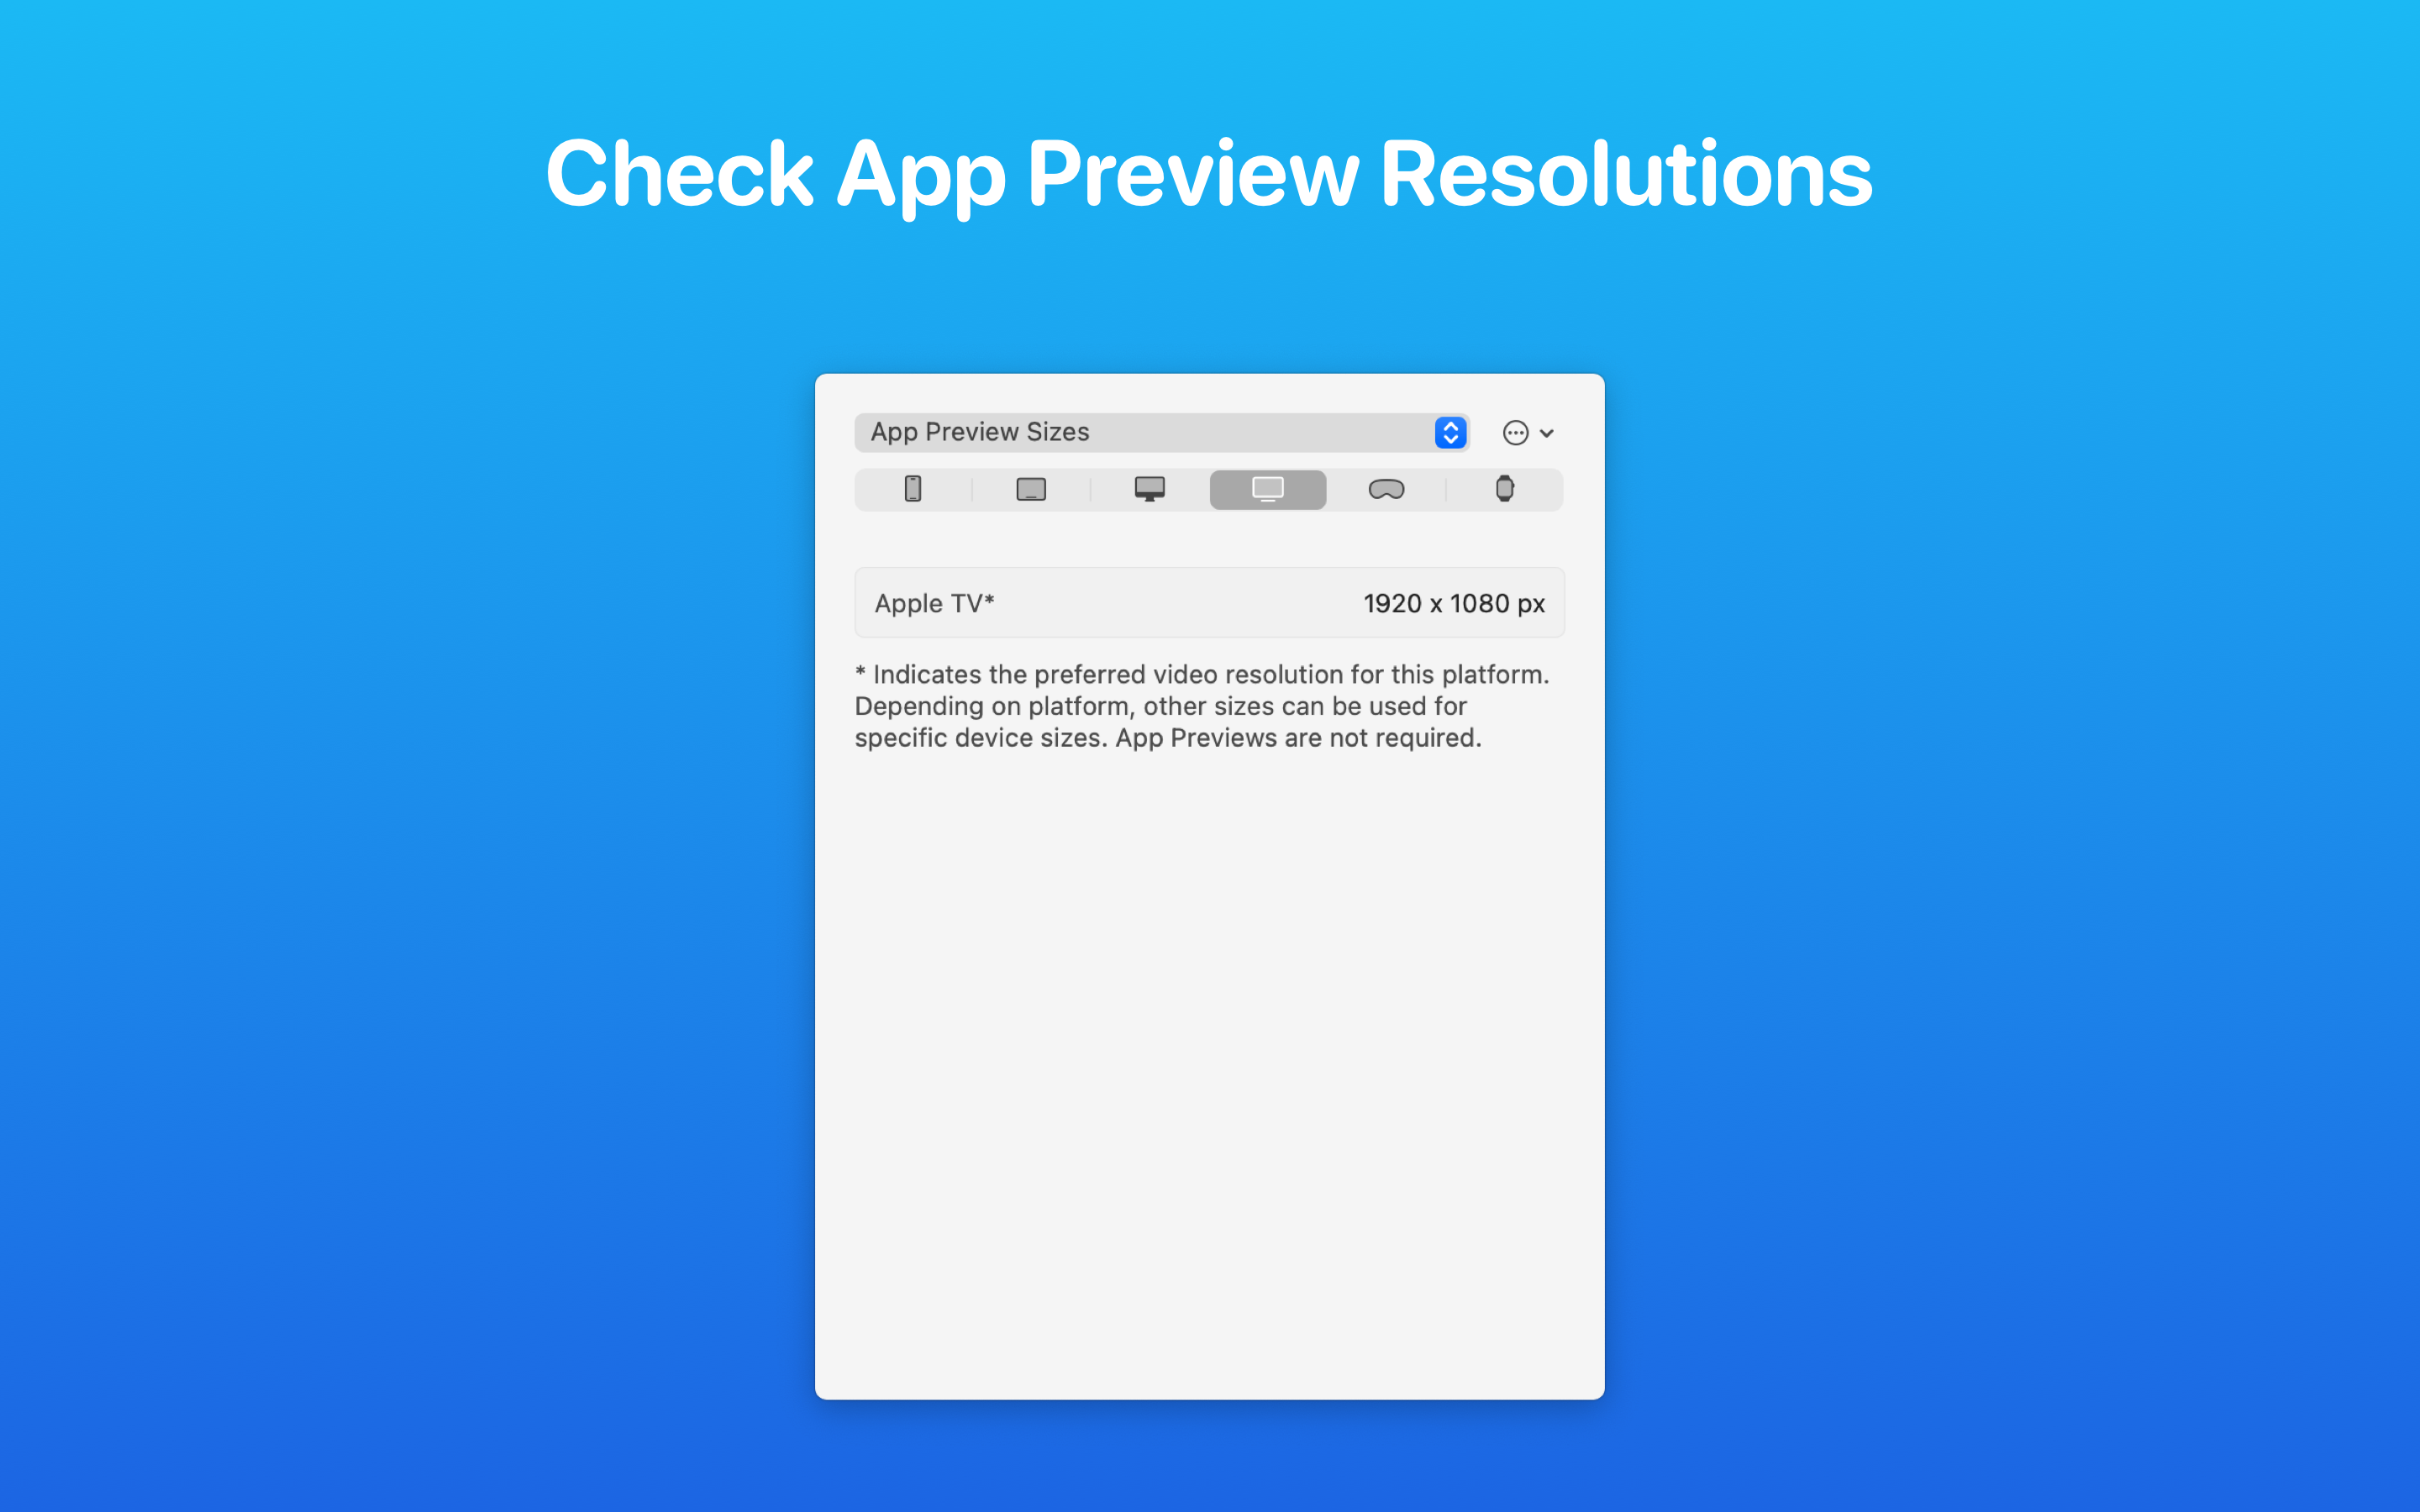 Check App Preview Resolutions
App Preview Sizes
Apple TV*
1920 x 1080 px
* Indicates the preferred video resolution for this platform.
Depending on platform, other sizes can be used for
specific device sizes. App Previews are not required.